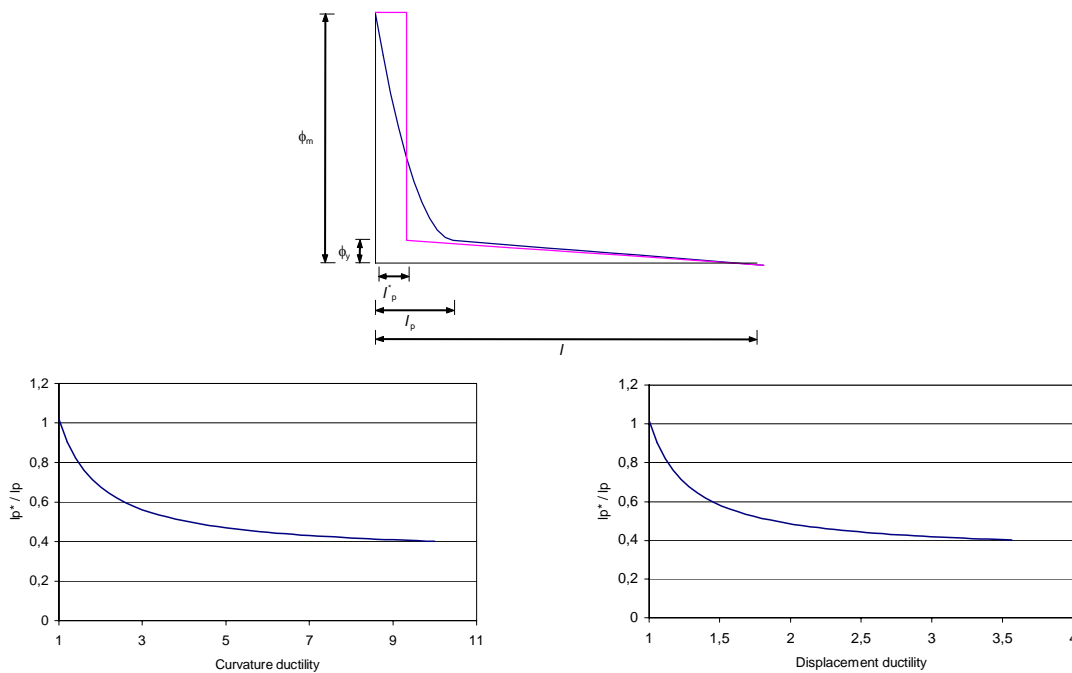 ϕm
ϕy
l*p
lp
l
1,2
1
0,8
0,6
0,4
0,2
0
lp* / lp
1 3 5 7 9 11
Curvature ductility
1,2
1
0,8
0,6
0,4
0,2
0
lp* / lp
1 1,5 2 2,5 3 3,5 4
Displacement ductility